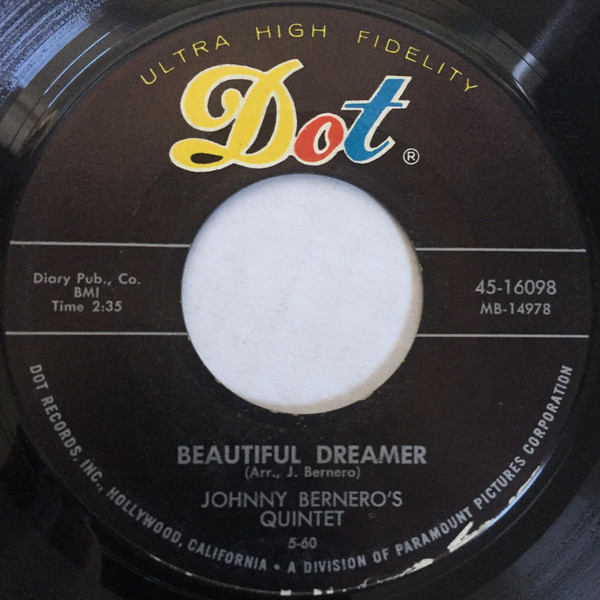 ULTRA HIGH FIDELITY
Dot ®
Diary Pub., Co.
BMI
Time 2:35
45-16098
MB-14978
BEAUTIFUL DREAMER
(Arr., J. Bernero)
JOHNNY BERNERO'S
QUINTET
5-60
DOT RECORDS, INC., HOLLYWOOD, CALIFORNIA • A DIVISION OF PARAMOUNT PICTURES CORPORATION